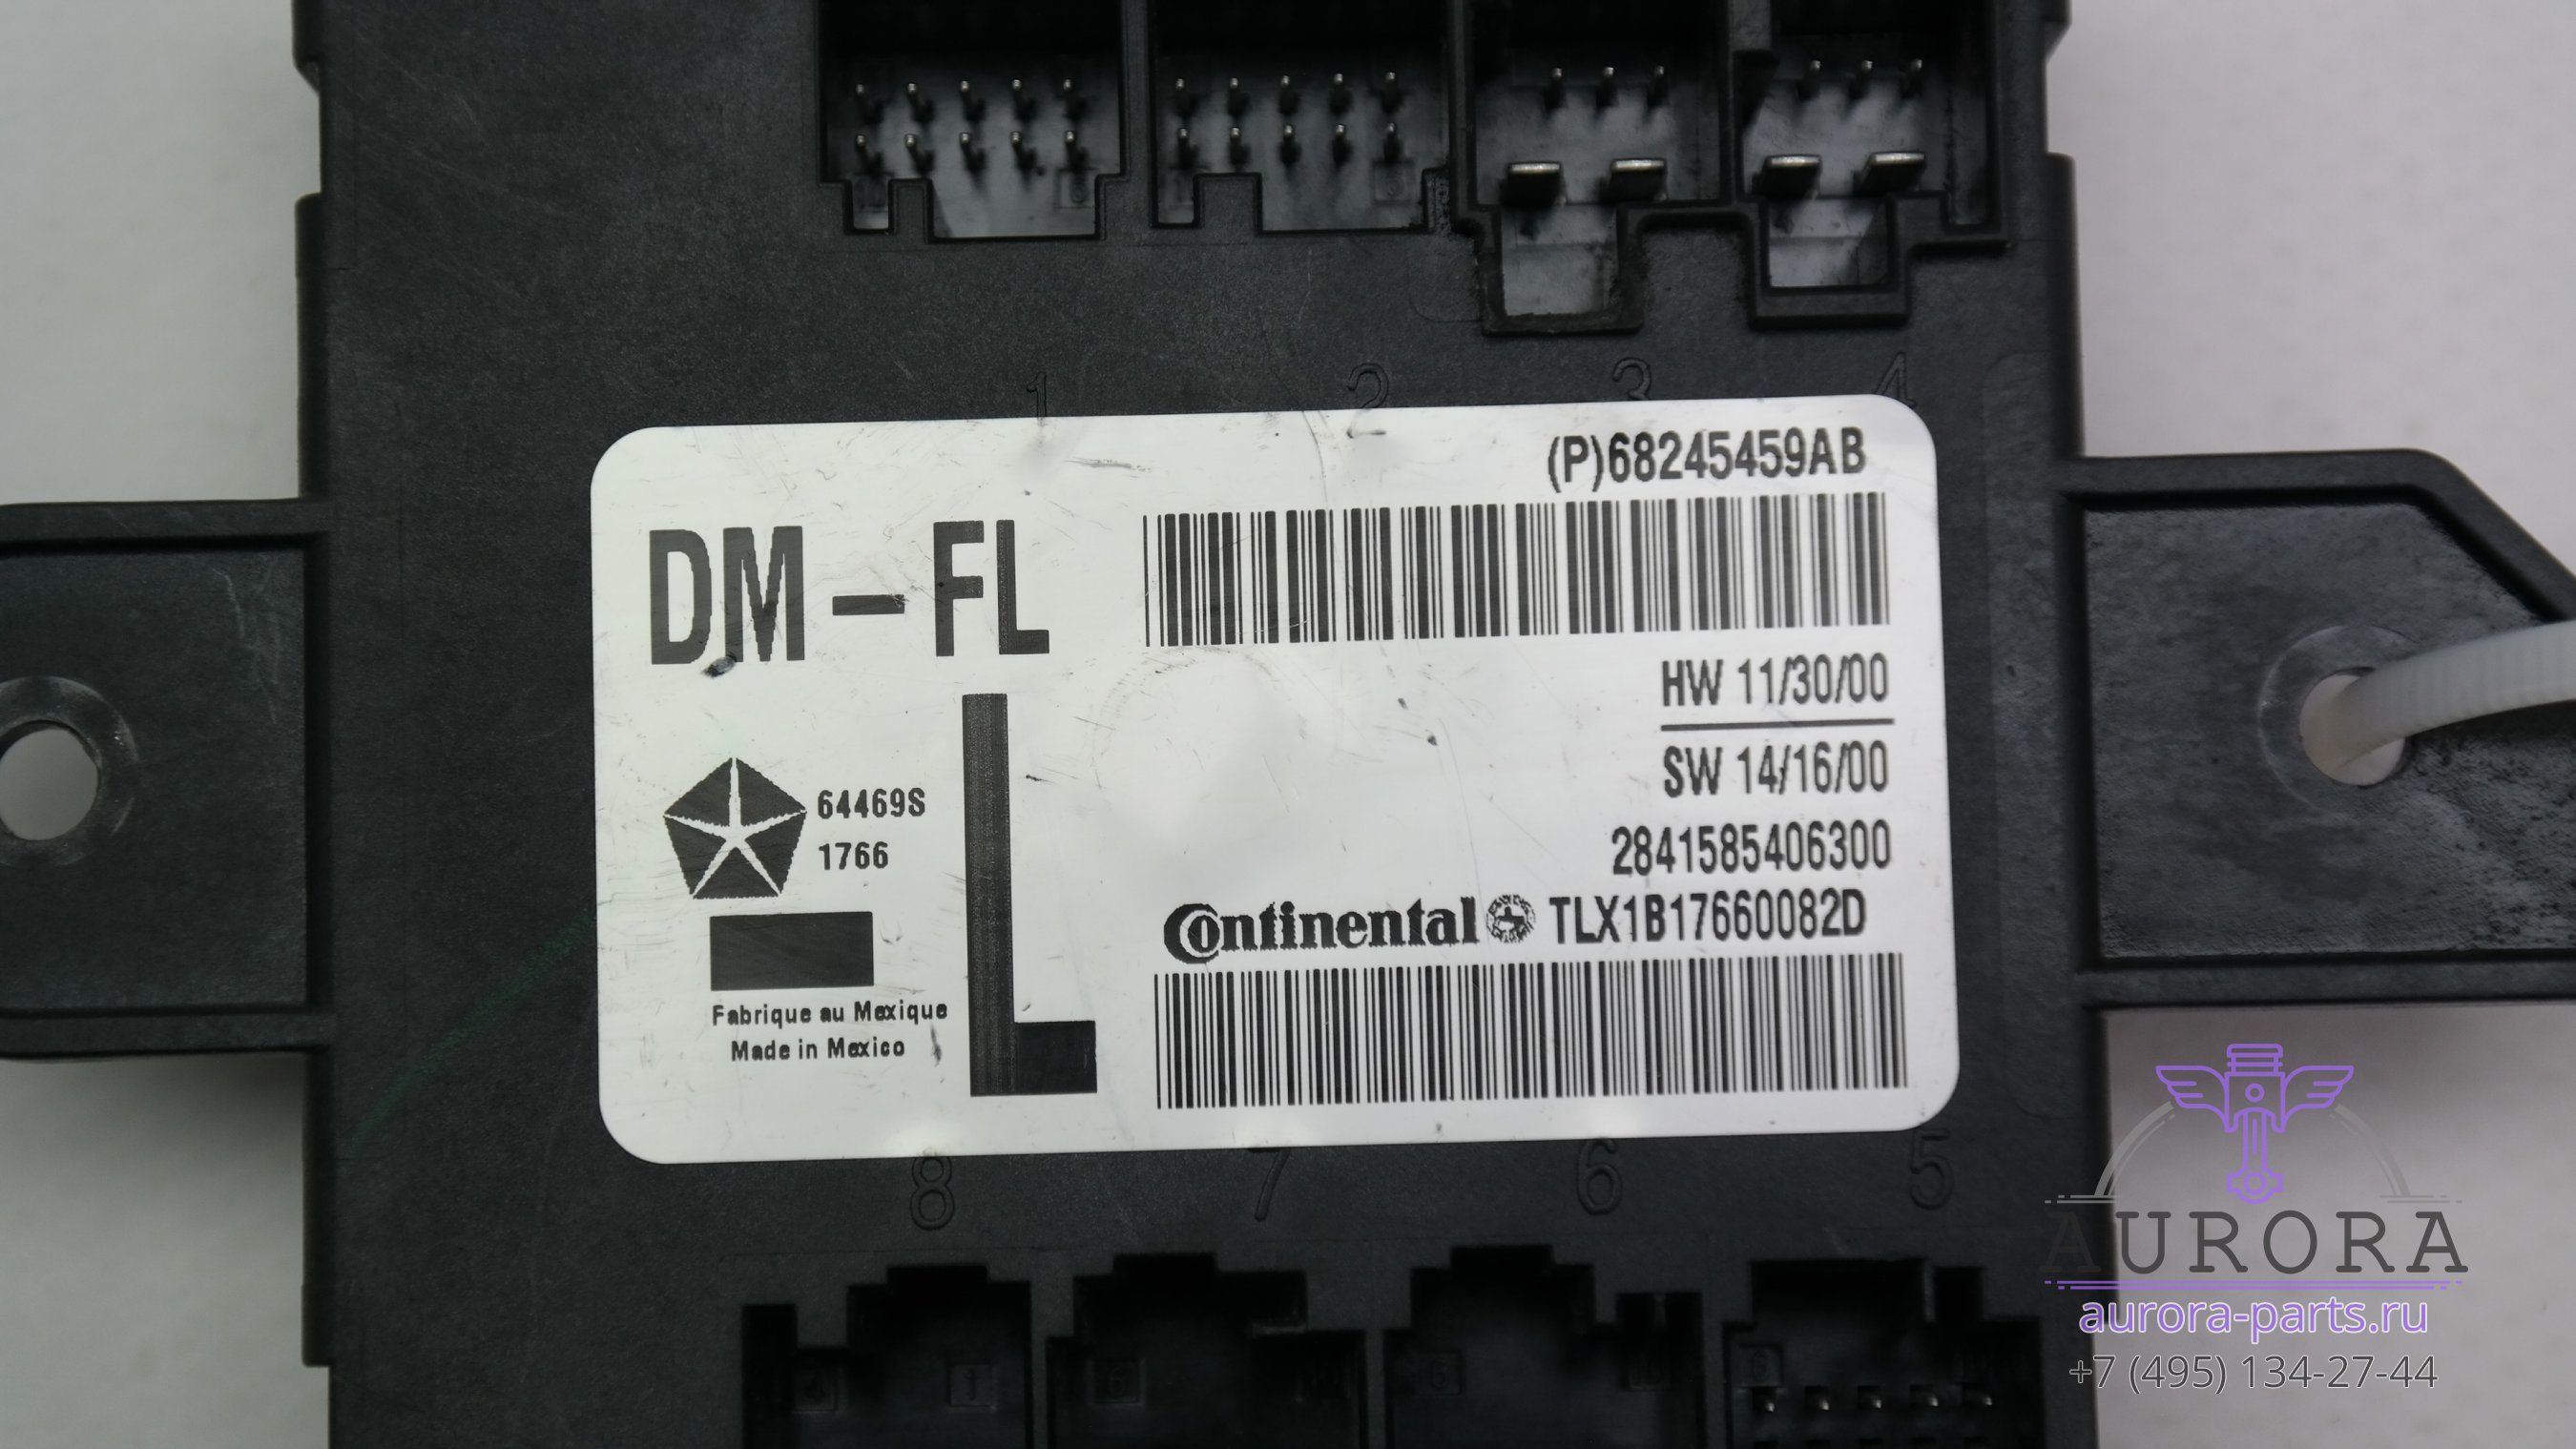 1 2 3 4
(P)68245459AB
DM-FL
HW 11/30/00
SW 14/16/00
64469S
1766
L
2841585406300
Continental TLX1B17660082D
Fabrique au Mexique
Made in Mexico
8 7 6 5
AURORA
aurora-parts.ru
+7 (495) 134-27-44